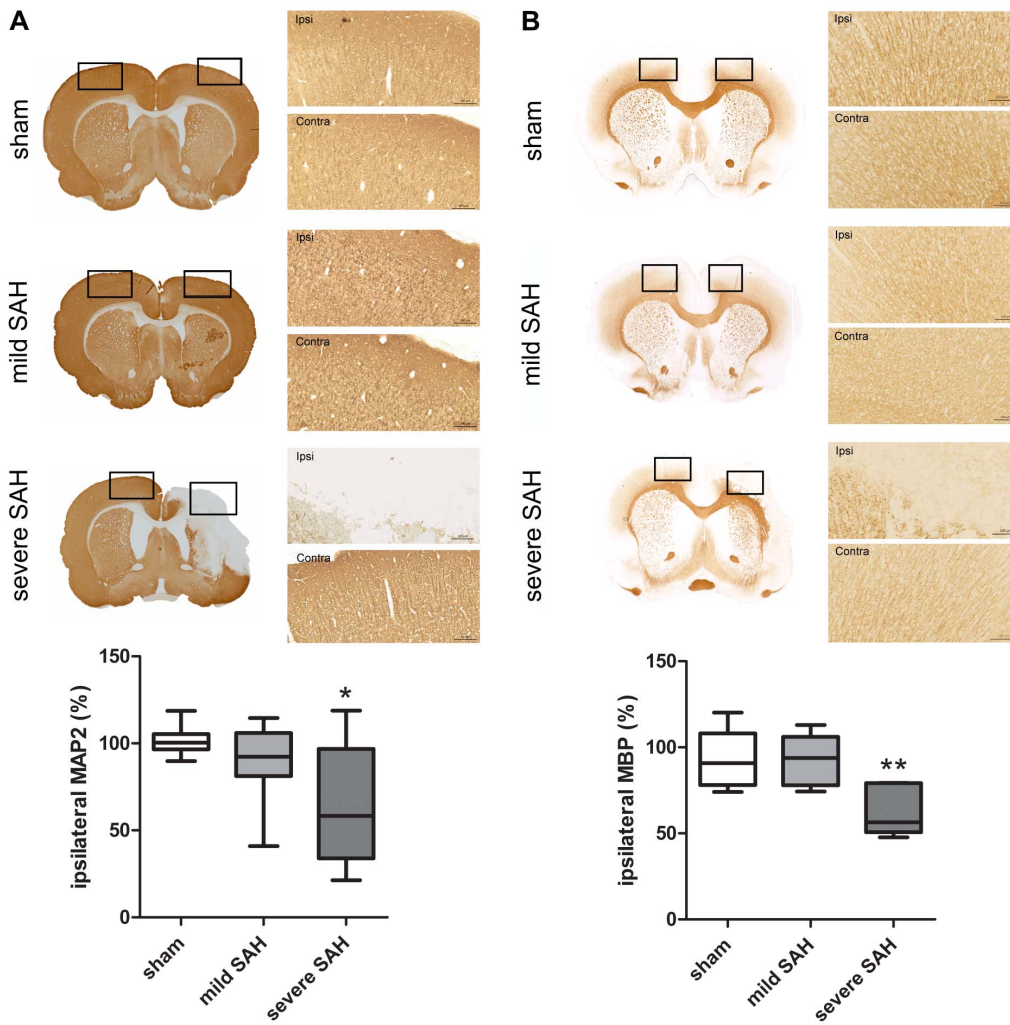 A
sham
Ipsi
Contra
mild SAH
Ipsi
Contra
severe SAH
Ipsi
Contra
ipsilateral MAP2 (%)
150
100
50
0
*
sham
mild SAH
severe SAH
B
sham
Ipsi
Contra
mild SAH
Ipsi
Contra
severe SAH
Ipsi
Contra
ipsilateral MBP (%)
150
100
50
0
**
sham
mild SAH
severe SAH